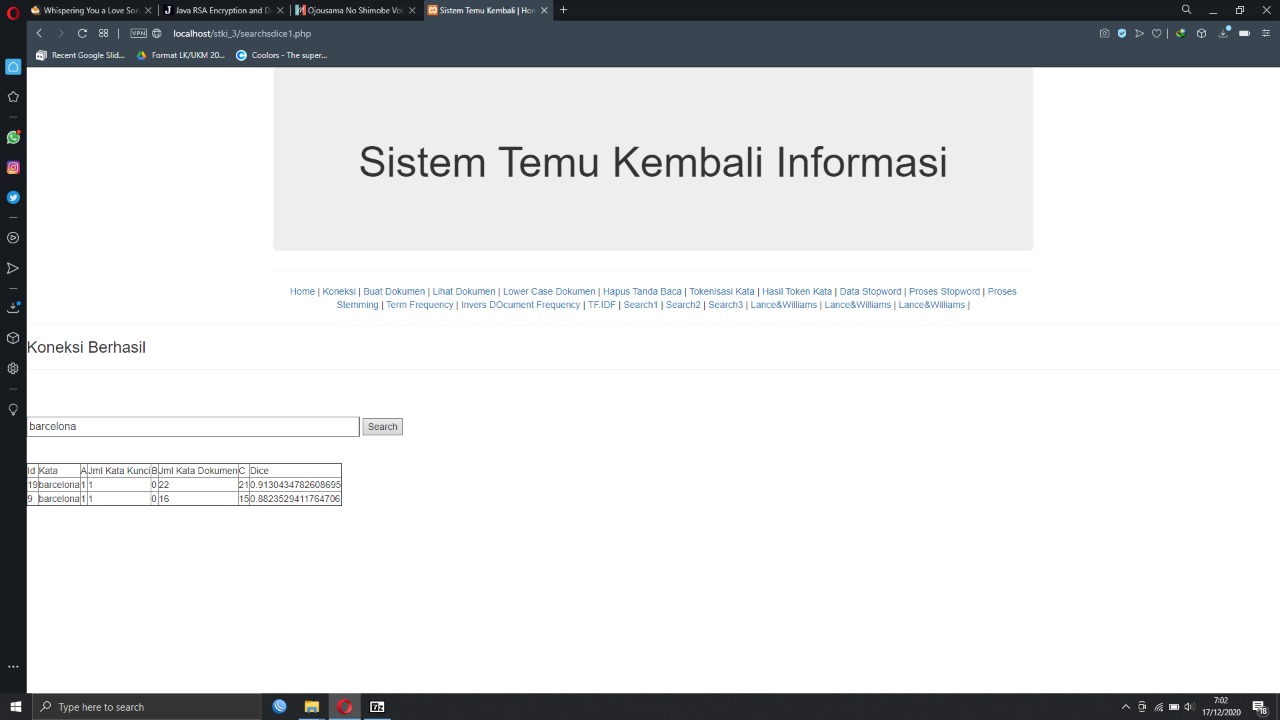 Whispering You a Love Son
Java RSA Encryption and D
Ojousama No Shimobe Vol
Sistem Temu Kembali | Hom
VPN
localhost/stki_3/searchsdice1.php
Recent Google Slid...
Format LK/UKM 20...
Coolors - The super...
Sistem Temu Kembali Informasi
Home | Koneksi | Buat Dokumen | Lihat Dokumen | Lower Case Dokumen | Hapus Tanda Baca | Tokenisasi Kata | Hasil Token Kata | Data Stopword | Proses Stopword | Proses
Stemming | Term Frequency | Invers DOcument Frequency | TF.IDF | Search1 | Search2 | Search3 | Lance&Williams | Lance&Williams | Lance&Williams |
Koneksi Berhasil
barcelona Search
Id Kata A Jml Kata Kunci B Jml Kata Dokumen C Dice
19 barcelona 1 1 0 22 21 0.9130434782608695
9 barcelona 1 1 0 16 15 0.8823529411764706
Type here to search
7:02
17/12/2020
18